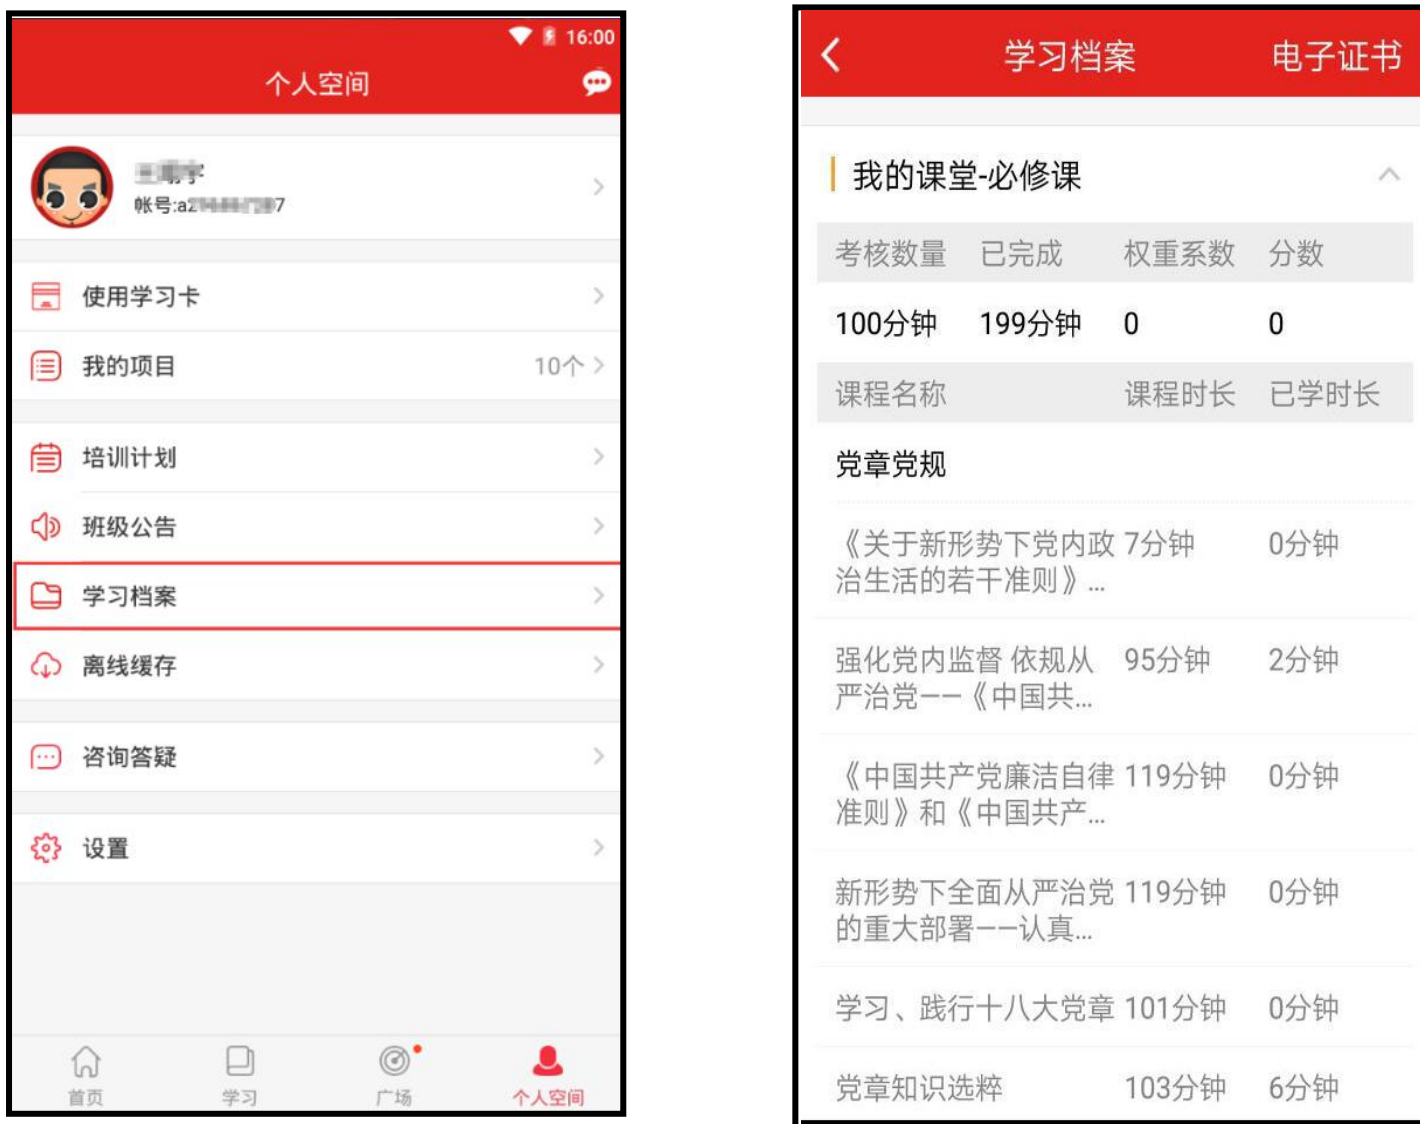 16:00
个人空间
帐号:a2 7
使用学习卡
我的项目 10个
培训计划
班级公告
学习档案
离线缓存
咨询答疑
设置
首页 学习 广场 个人空间
学习档案 电子证书
我的课堂-必修课
考核数量 已完成 权重系数 分数
100分钟 199分钟 0 0
课程名称 课程时长 已学时长
党章党规
《关于新形势下党内政 7分钟 0分钟
治生活的若干准则》...
强化党内监督 依规从 95分钟 2分钟
严治党——《中国共...
《中国共产党廉洁自律 119分钟 0分钟
准则》和《中国共产...
新形势下全面从严治党 119分钟 0分钟
的重大部署——认真...
学习、践行十八大党章 101分钟 0分钟
党章知识选粹 103分钟 6分钟